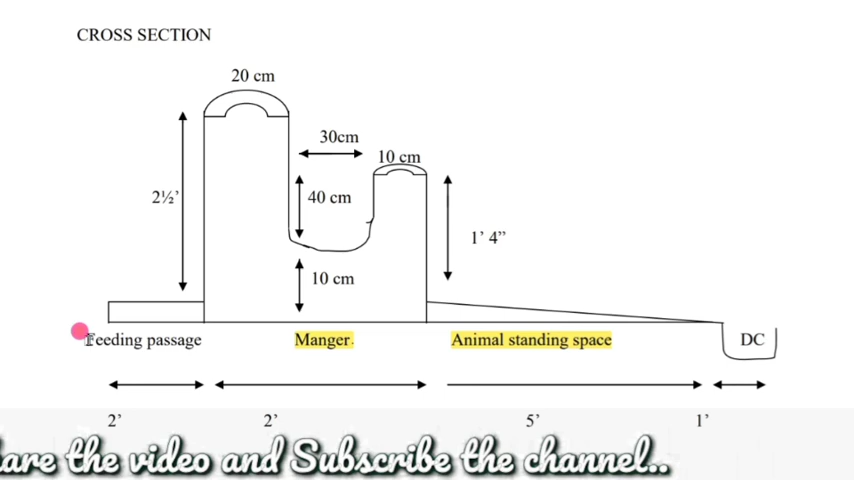 CROSS SECTION
20 cm
30cm
10 cm
2½’
40 cm
1’ 4”
10 cm
Feeding passage
Manger.
Animal standing space
DC
2’
2’
5’
1’
the video and Subscribe the channel..